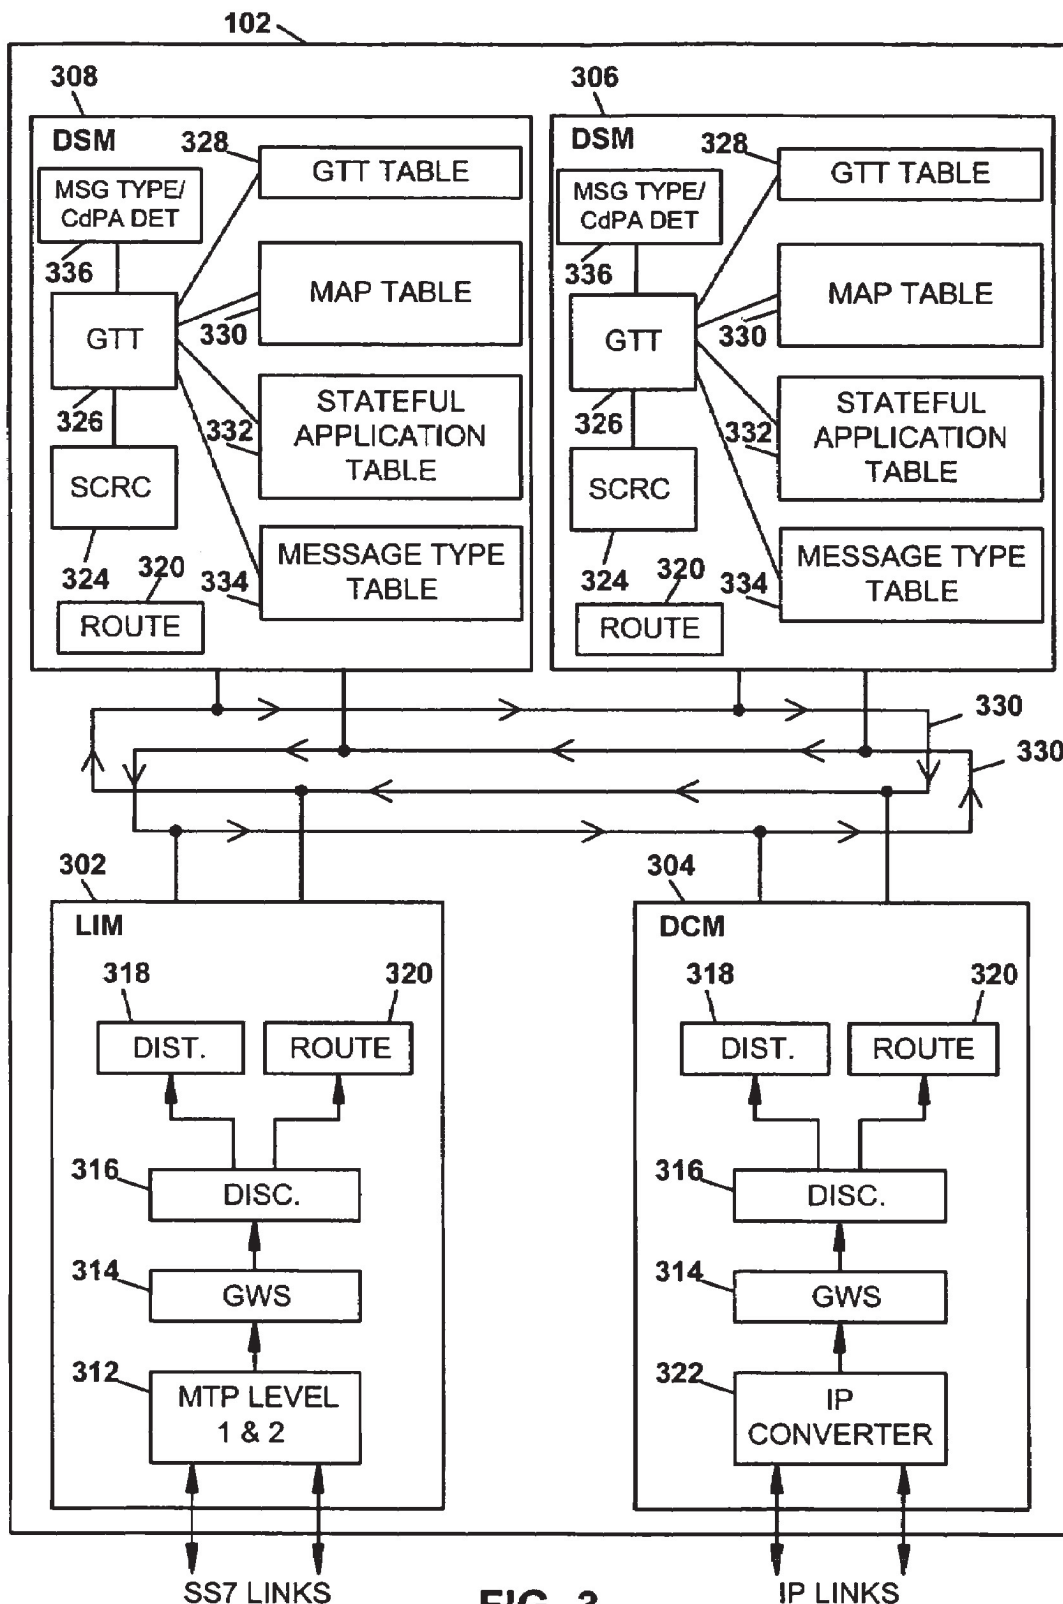 102
308
306
DSM
328
GTT TABLE
MSG TYPE/
CdPA DET
336
MAP TABLE
GTT
330
326
STATEFUL
APPLICATION
TABLE
332
SCRC
324
320
MESSAGE TYPE
TABLE
334
ROUTE
DSM
328
GTT TABLE
MSG TYPE/
CdPA DET
336
MAP TABLE
GTT
330
326
STATEFUL
APPLICATION
TABLE
332
SCRC
324
320
MESSAGE TYPE
TABLE
334
ROUTE
330
330
302
LIM
318
320
DIST.
ROUTE
316
DISC.
314
GWS
312
MTP LEVEL
1 & 2
SS7 LINKS
304
DCM
318
320
DIST.
ROUTE
316
DISC.
314
GWS
322
IP
CONVERTER
IP LINKS
FIG. 3